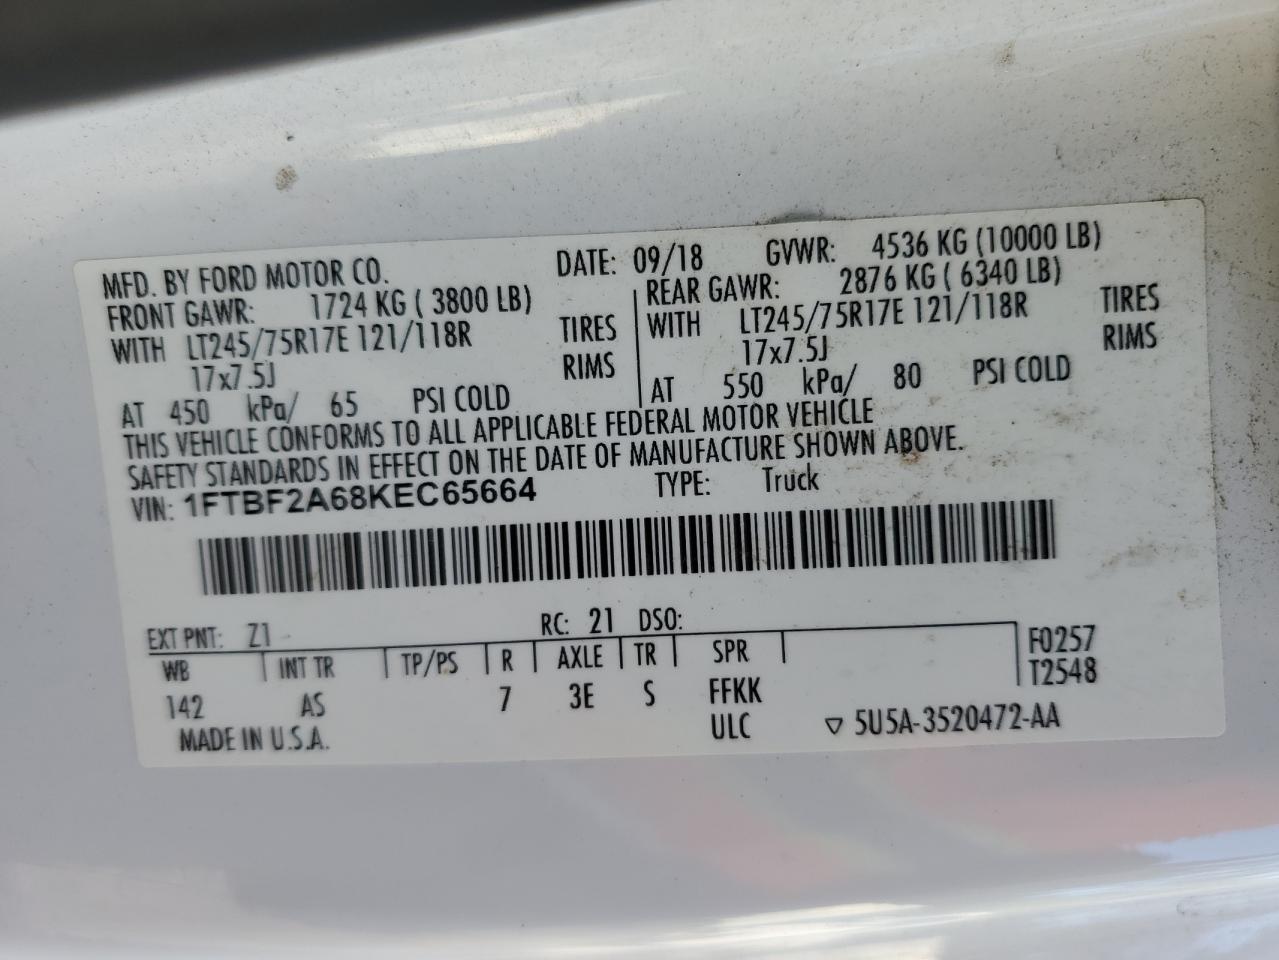 MFD. BY FORD MOTOR CO. DATE: 09/18 GVWR: 4536 KG (10000 LB)
FRONT GAWR: 1724 KG ( 3800 LB) REAR GAWR: 2876 KG ( 6340 LB)
WITH LT245/75R17E 121/118R TIRES WITH LT245/75R17E 121/118R TIRES
17x7.5J RIMS 17x7.5J RIMS
AT 450 kPa/ 65 PSI COLD AT 550 kPa/ 80 PSI COLD
THIS VEHICLE CONFORMS TO ALL APPLICABLE FEDERAL MOTOR VEHICLE
SAFETY STANDARDS IN EFFECT ON THE DATE OF MANUFACTURE SHOWN ABOVE.
VIN: 1FTBF2A68KEC65664 TYPE: Truck
EXT PNT: Z1 RC: 21 DSO:
WB INT TR TP/PS R AXLE TR SPR F0257
142 AS 7 3E S FFKK T2548
MADE IN U.S.A. ULC ▽ 5U5A-3520472-AA